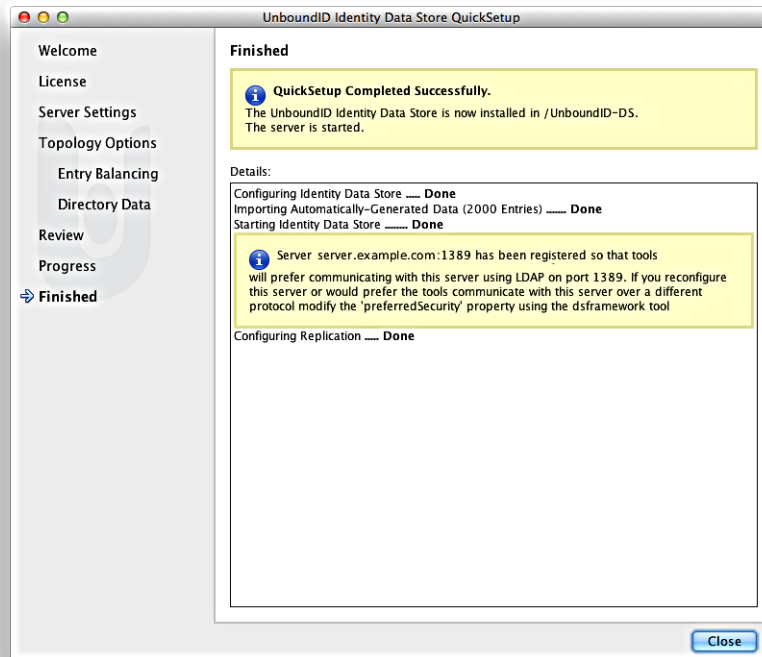 UnboundID Identity Data Store QuickSetup
Welcome
License
Server Settings
Topology Options
Entry Balancing
Directory Data
Review
Progress
Finished
Finished
QuickSetup Completed Successfully.
The UnboundID Identity Data Store is now installed in /UnboundID-DS.
The server is started.
Details:
Configuring Identity Data Store ..... Done
Importing Automatically-Generated Data (2000 Entries) ....... Done
Starting Identity Data Store ........ Done
Server server.example.com:1389 has been registered so that tools
will prefer communicating with this server using LDAP on port 1389. If you reconfigure
this server or would prefer the tools communicate with this server over a different
protocol modify the 'preferredSecurity' property using the dsframework tool
Configuring Replication ..... Done
Close